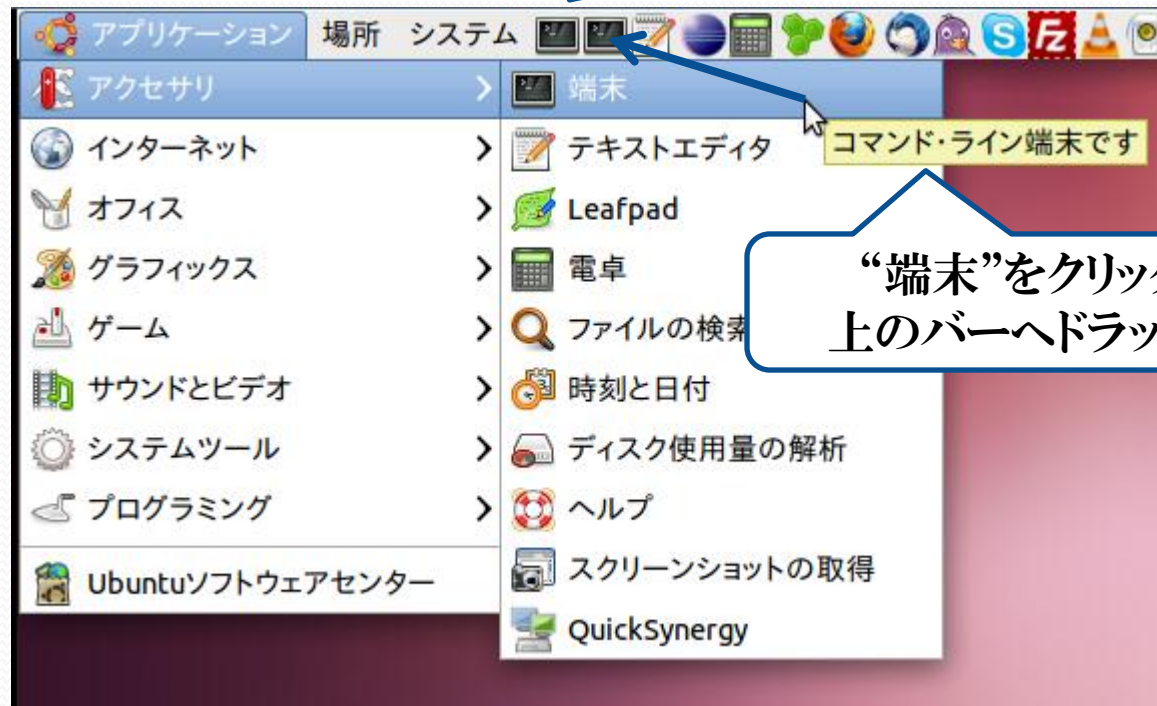 アプリケーション 場所 システム
アクセサリ
インターネット
オフィス
グラフィックス
ゲーム
サウンドとビデオ
システムツール
プログラミング
Ubuntuソフトウェアセンター
端末
テキストエディタ
Leafpad
電卓
ファイルの検索
時刻と日付
ディスク使用量の解析
ヘルプ
スクリーンショットの取得
QuickSynergy
コマンド・ライン端末です
“端末”をクリック
上のバーへドラッ